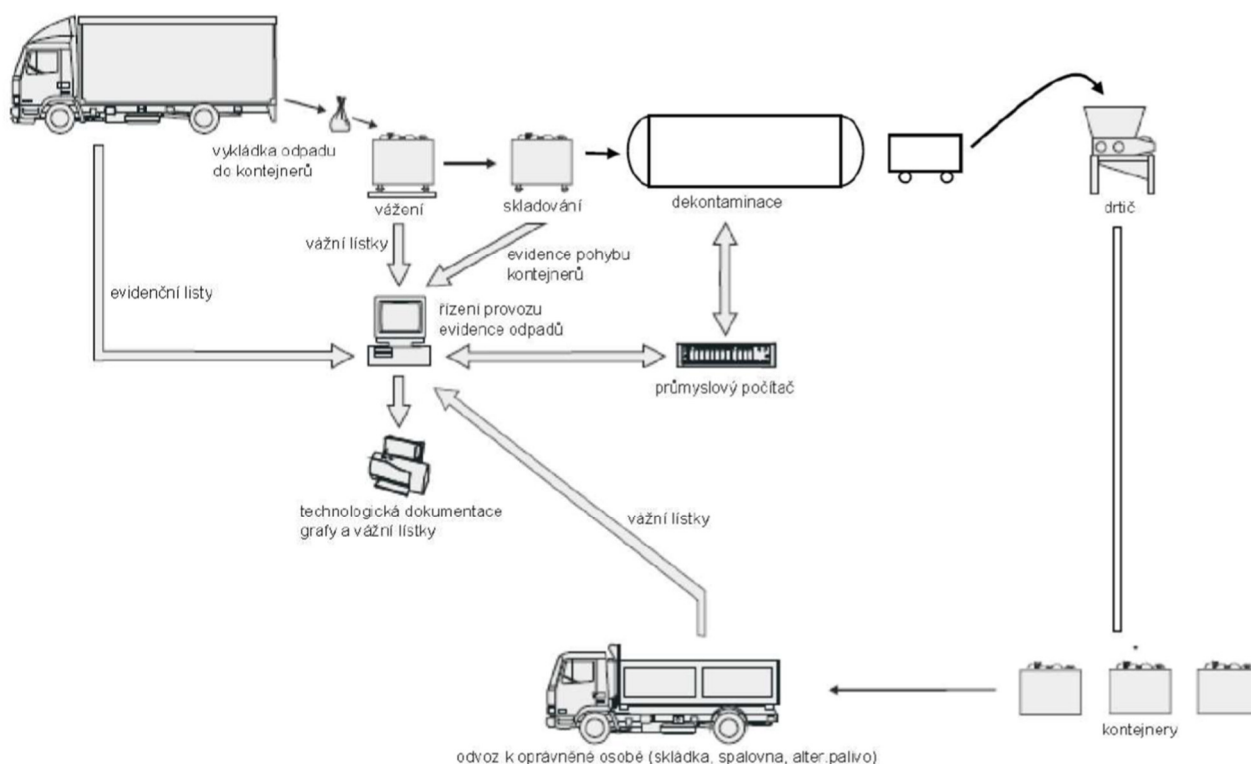 vykládka odpadu
do kontejnerů
vážení
skladování
dekontaminace
drtič
vážní lístky
evidence pohybu
kontejnerů
evidenční listy
řízení provozu
evidence odpadů
průmyslový počítač
technologická dokumentace
grafy a vážní lístky
vážní lístky
kontejnery
odvoz k oprávněné osobě (skládka, spalovna, alter.palivo)